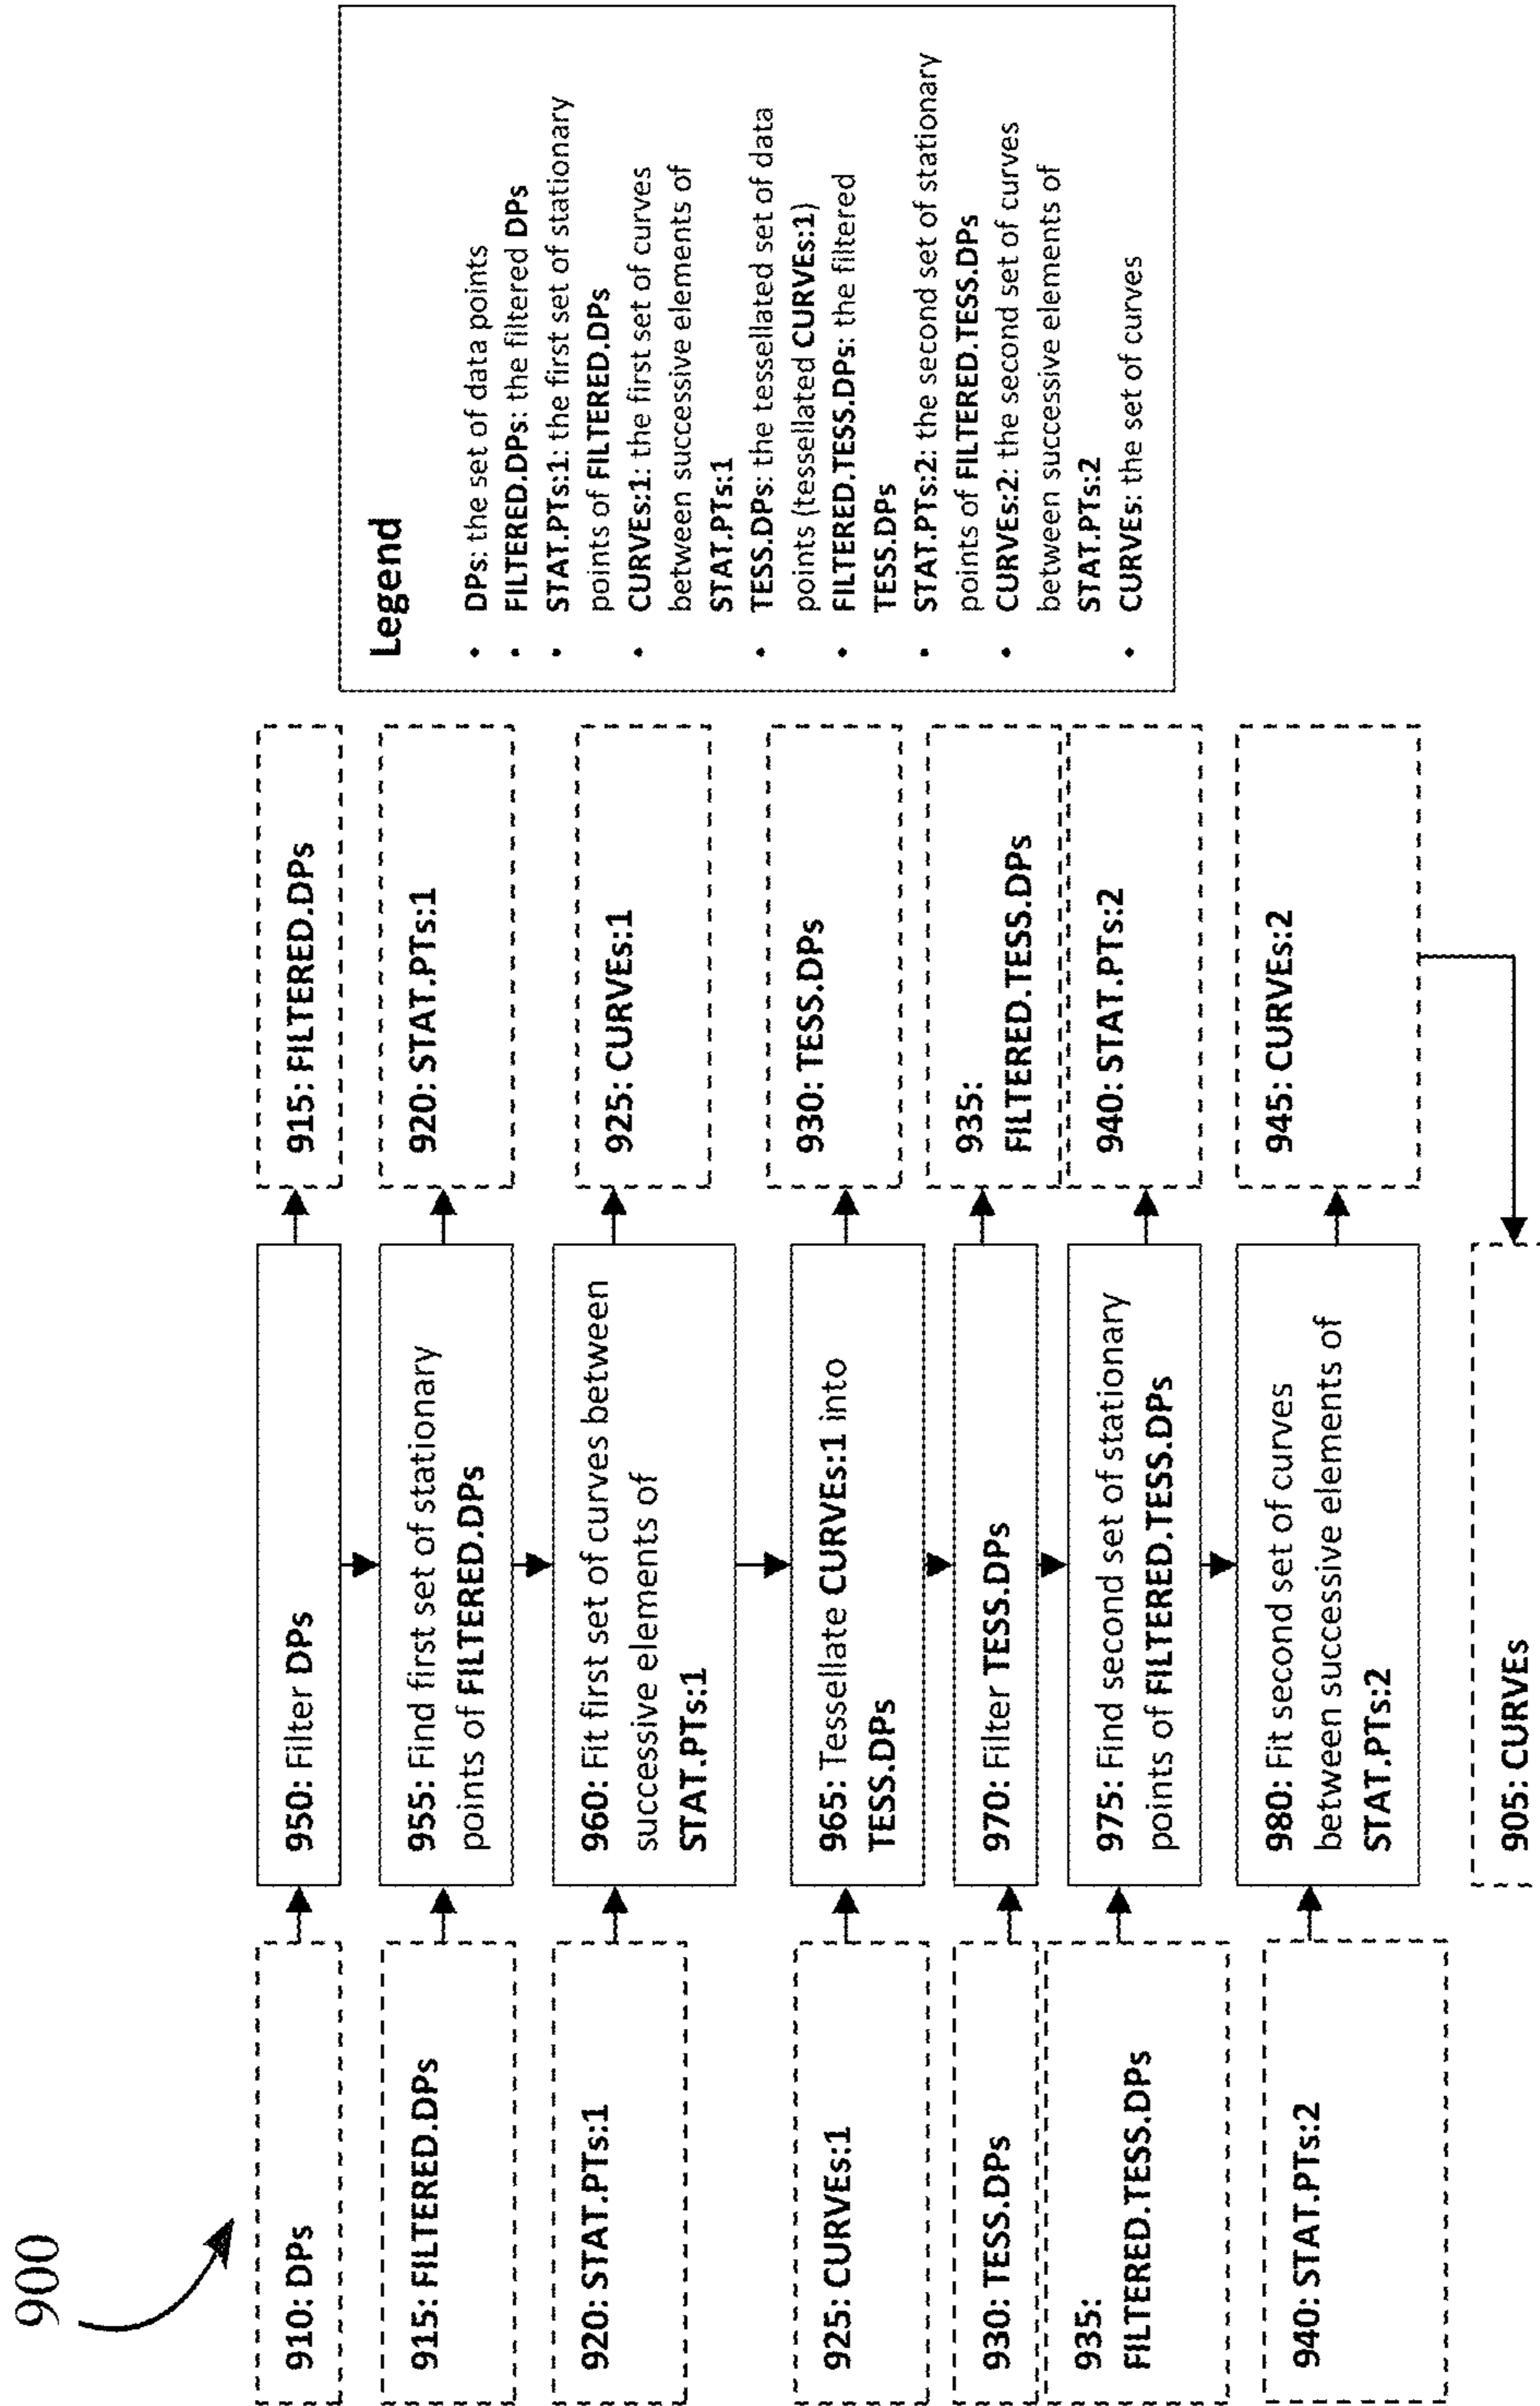 900
910: DPs
950: Filter DPs
915: FILTERED.DPs
915: FILTERED.DPs
955: Find first set of stationary
points of FILTERED.DPs
920: STAT.PTs:1
920: STAT.PTs:1
960: Fit first set of curves between
successive elements of
STAT.PTs:1
925: CURVEs:1
925: CURVEs:1
965: Tessellate CURVEs:1 into
TESS.DPs
930: TESS.DPs
930: TESS.DPs
970: Filter TESS.DPs
935:
FILTERED.TESS.DPs
935:
FILTERED.TESS.DPs
975: Find second set of stationary
points of FILTERED.TESS.DPs
940: STAT.PTs:2
940: STAT.PTs:2
980: Fit second set of curves
between successive elements of
STAT.PTs:2
945: CURVEs:2
905: CURVEs
Legend
• DPs: the set of data points
• FILTERED.DPs: the filtered DPs
• STAT.PTs:1: the first set of stationary
points of FILTERED.DPs
• CURVEs:1: the first set of curves
between successive elements of
STAT.PTs:1
• TESS.DPs: the tessellated set of data
points (tessellated CURVEs:1)
• FILTERED.TESS.DPs: the filtered
TESS.DPs
• STAT.PTs:2: the second set of stationary
points of FILTERED.TESS.DPs
• CURVEs:2: the second set of curves
between successive elements of
STAT.PTs:2
• CURVEs: the set of curves